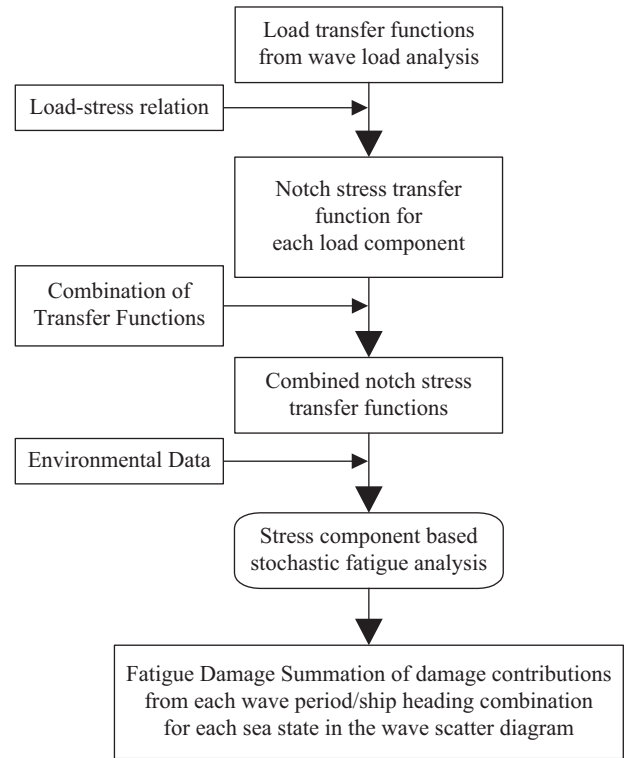 Load transfer functions
from wave load analysis
Load-stress relation
Notch stress transfer
function for
each load component
Combination of
Transfer Functions
Combined notch stress
transfer functions
Environmental Data
Stress component based
stochastic fatigue analysis
Fatigue Damage Summation of damage contributions
from each wave period/ship heading combination
for each sea state in the wave scatter diagram